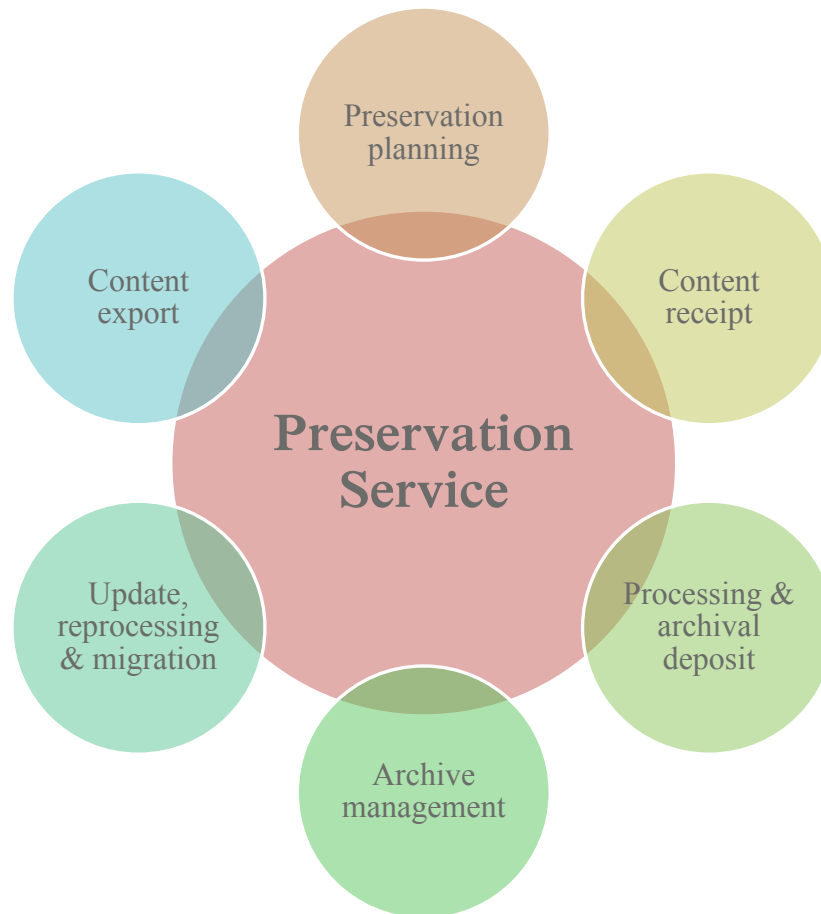 Preservation
planning
Content
export
Content
receipt
Preservation
Service
Update,
reprocessing
& migration
Processing &
archival
deposit
Archive
management